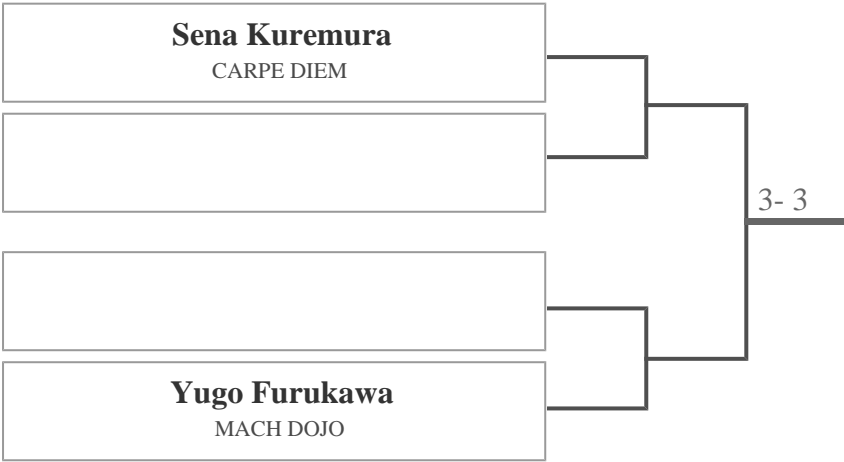 Sena Kuremura
CARPE DIEM
3- 3
Yugo Furukawa
MACH DOJO